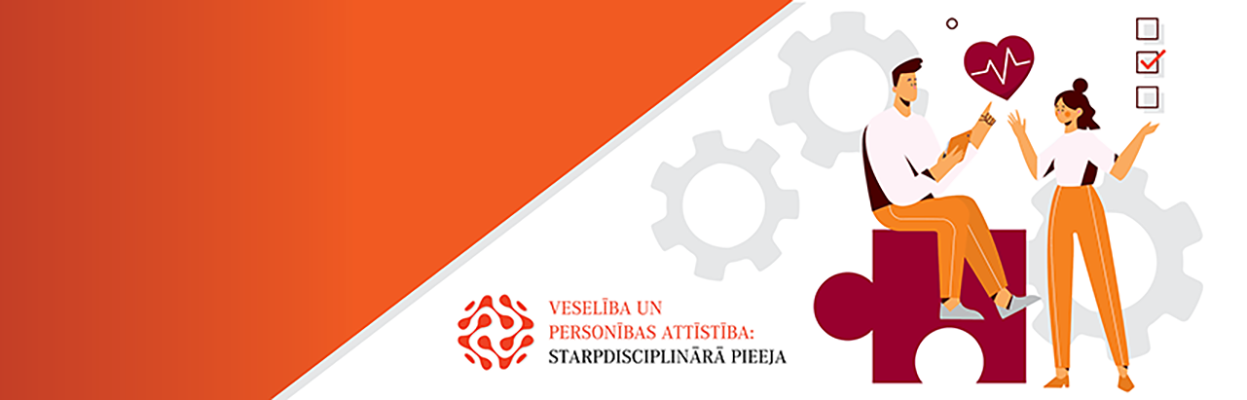 VESELĪBA UN
PERSONĪBAS ATTĪSTĪBA:
STARPDISCIPLINĀRĀ PIEEJA